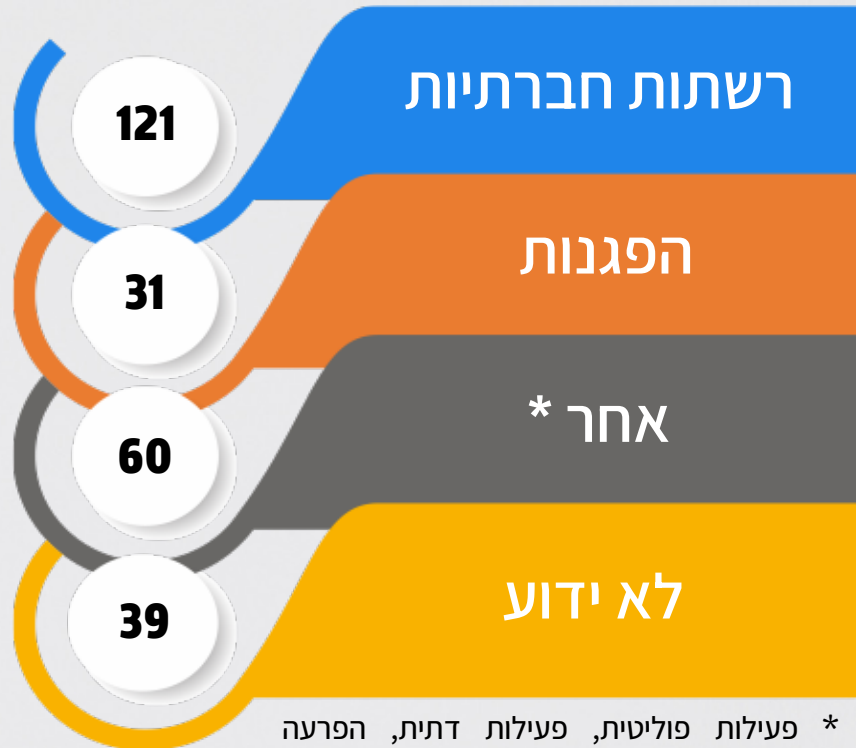 רשתות חברתיות
121
הפגנות
31
אחר *
60
לא ידוע
39
* פעילות פוליטית, פעילות דתית, הפרעה